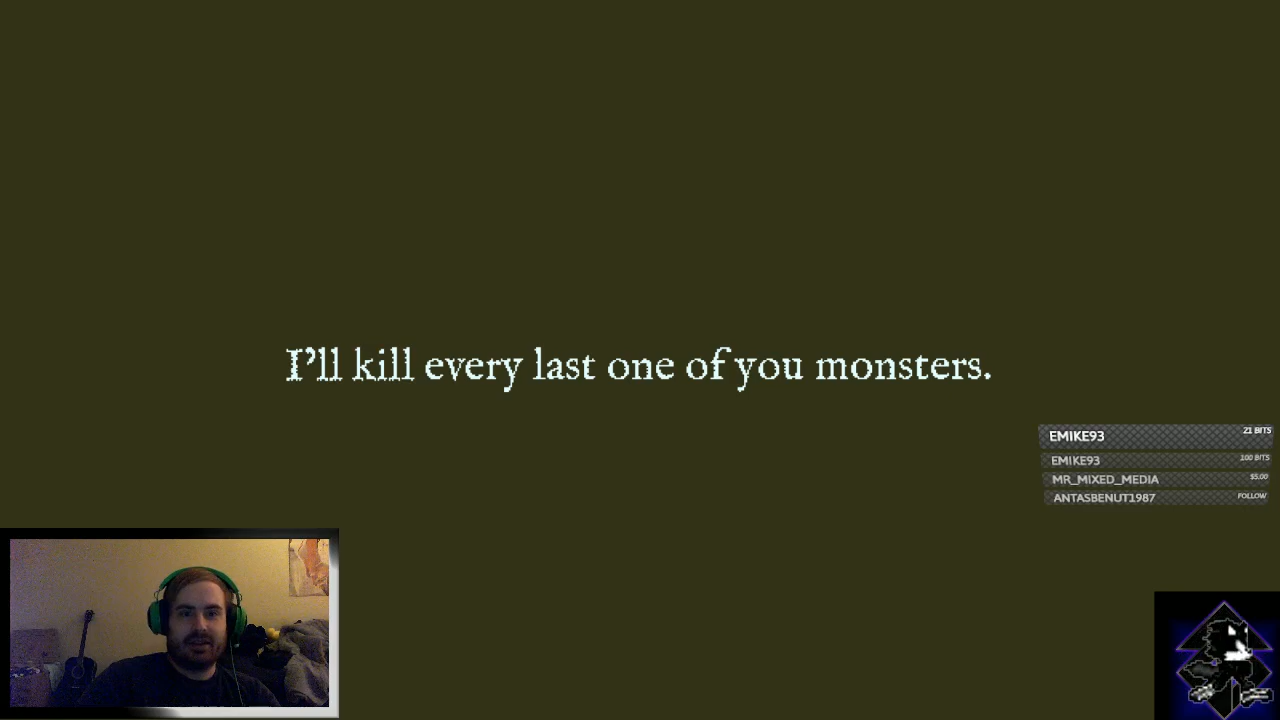 I'll kill every last one of you monsters.
EMIKE93 21 BITS
EMIKE93 100 BITS
MR_MIXED_MEDIA $5.00
ANTASBENUT1987 FOLLOW